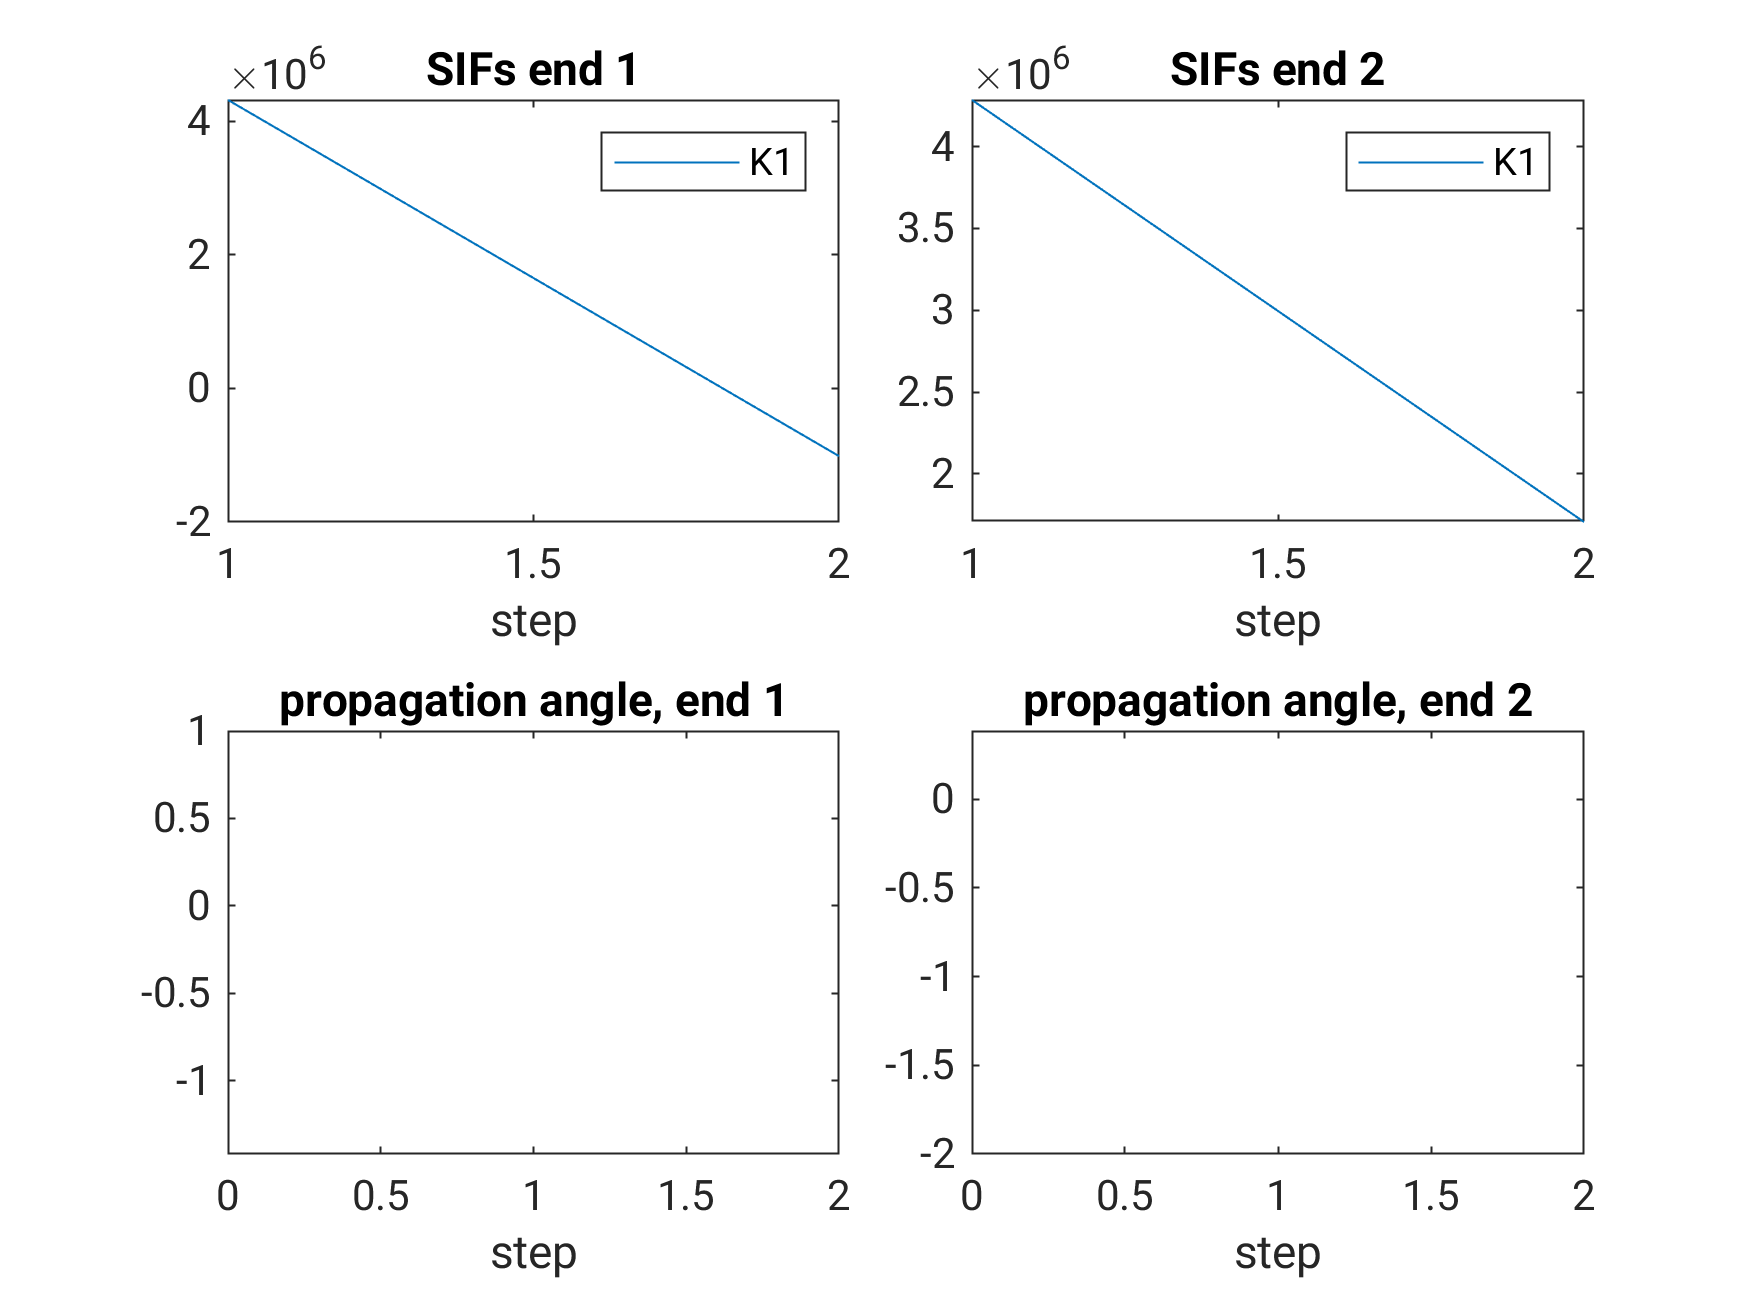 ×10^6 SIFs end 1
4
2
0
-2
K1
1 1.5 2
step
×10^6 SIFs end 2
4
3.5
3
2.5
2
K1
1 1.5 2
step
propagation angle, end 1
1
0.5
0
-0.5
-1
0 0.5 1 1.5 2
step
propagation angle, end 2
0
-0.5
-1
-1.5
-2
0 0.5 1 1.5 2
step